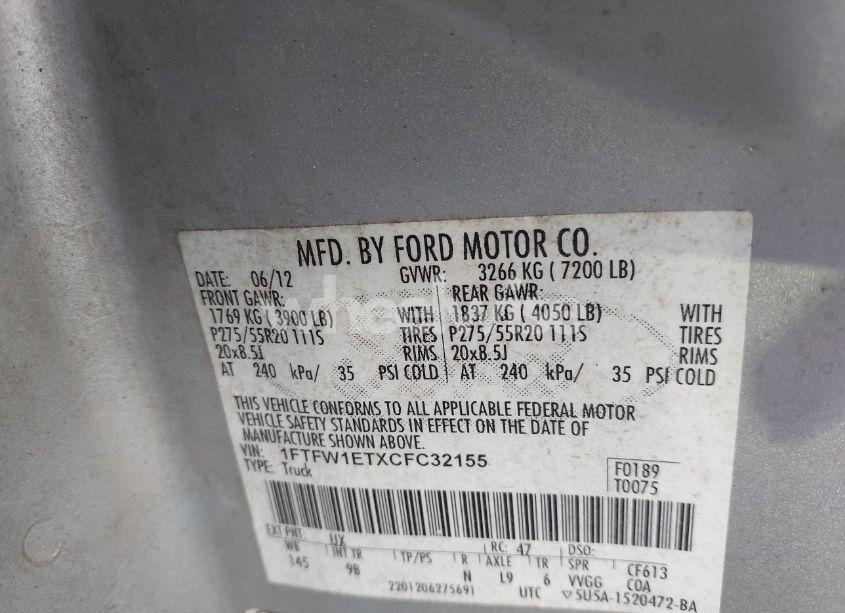 MFD. BY FORD MOTOR CO.
DATE: 06/12 GVWR: 3266 KG ( 7200 LB)
FRONT GAWR: REAR GAWR:
1769 KG ( 3900 LB) WITH 1837 KG ( 4050 LB) WITH
P275/55R20 111S TIRES P275/55R20 111S TIRES
20x8.5J RIMS 20x8.5J RIMS
AT 240 kPa/ 35 PSI COLD AT 240 kPa/ 35 PSI COLD
THIS VEHICLE CONFORMS TO ALL APPLICABLE FEDERAL MOTOR
VEHICLE SAFETY STANDARDS IN EFFECT ON THE DATE OF
MANUFACTURE SHOWN ABOVE.
VIN: 1FTFW1ETXCFC32155
TYPE: Truck
F0189
T0075
EXT PNT: UX RC: 47 DSO:
WB INT TR TP/PS R AXLE TR SPR CF613
145 9B N L9 6 VVGG COA
2201206275691 UTC ▽5U5A-1520472-BA